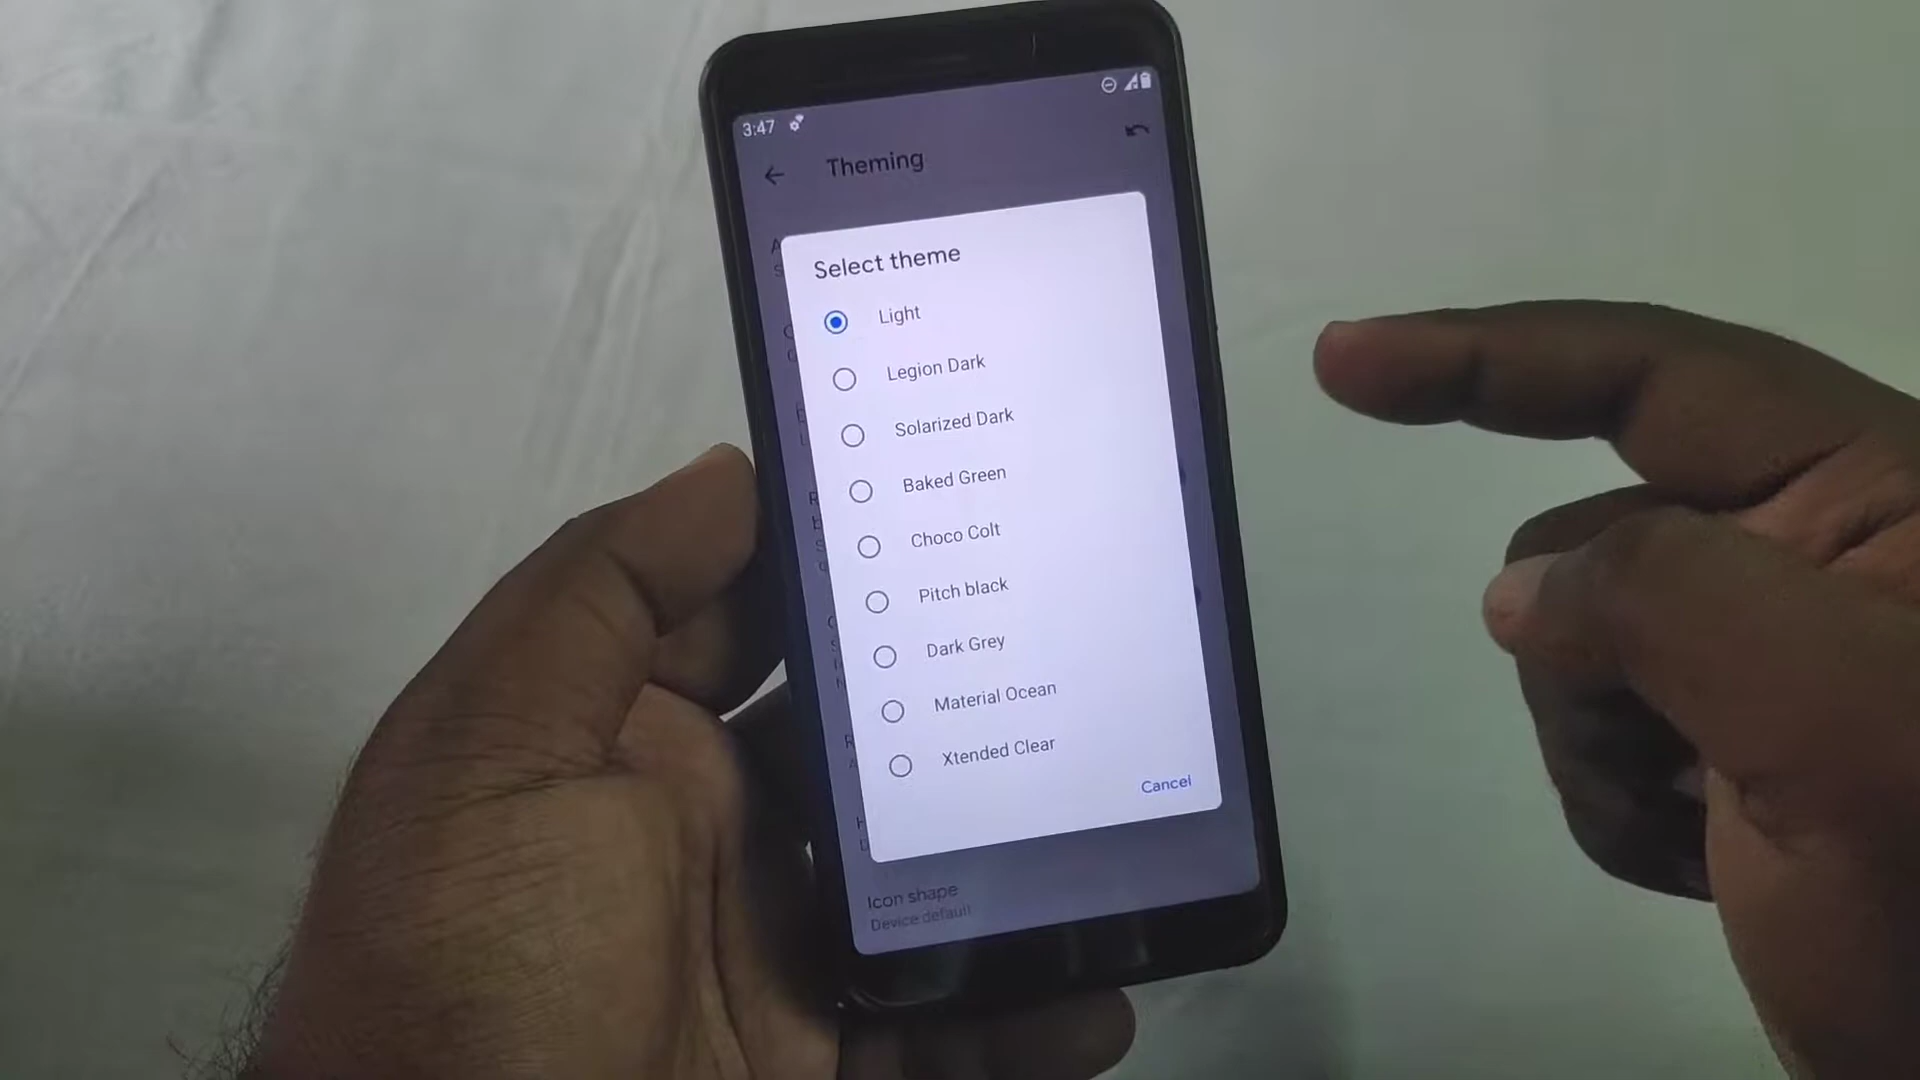 3:47
Theming
Select theme
Light
Legion Dark
Solarized Dark
Baked Green
Choco Colt
Pitch black
Dark Grey
Material Ocean
Xtended Clear
Cancel
Icon shape
Device default